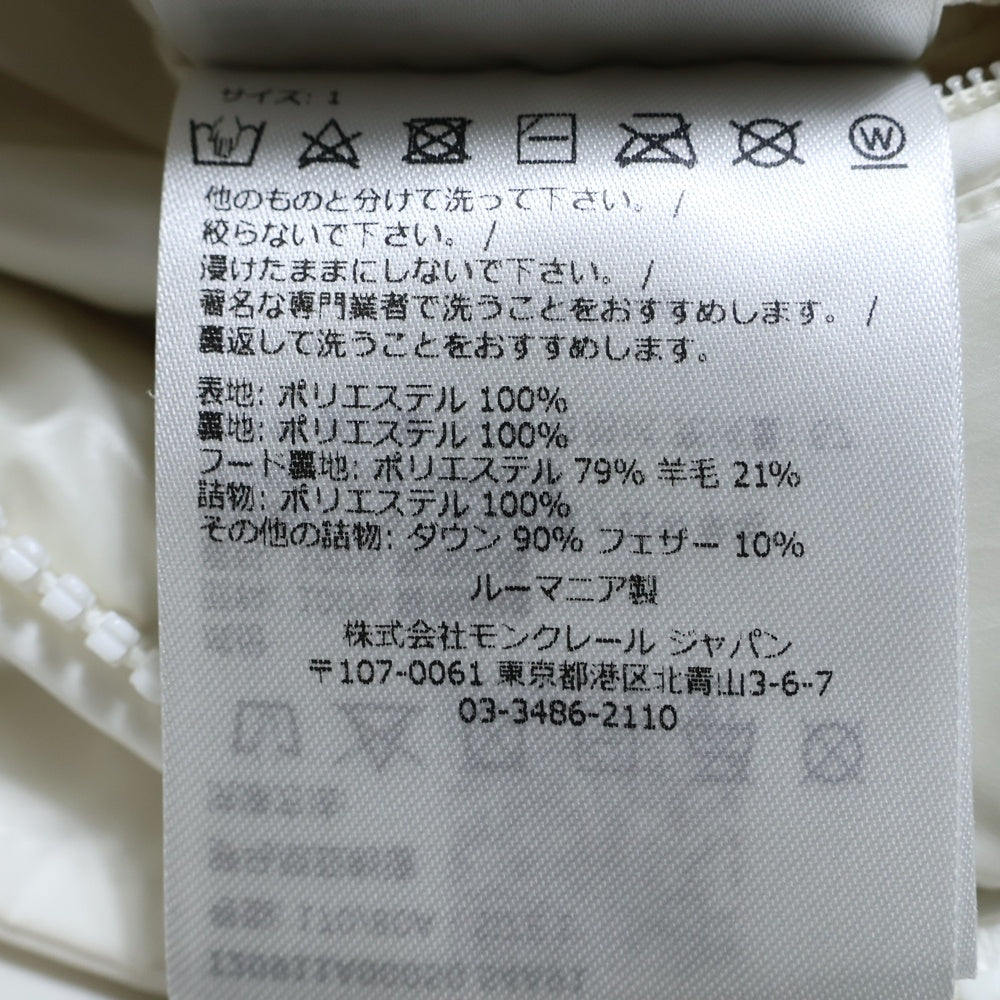 サイズ: 1
W
他のものと分けて洗って下さい。 /
絞らないで下さい。 /
浸けたままにしないで下さい。 /
著名な専門業者で洗うことをおすすめします。 /
裏返して洗うことをおすすめします。
表地: ポリエステル 100%
裏地: ポリエステル 100%
フード裏地: ポリエステル 79% 羊毛 21%
詰物: ポリエステル 100%
その他の詰物: ダウン 90% フェザー 10%
ルーマニア製
株式会社モンクレール ジャパン
〒107-0061 東京都港区北青山3-6-7
03-3486-2110